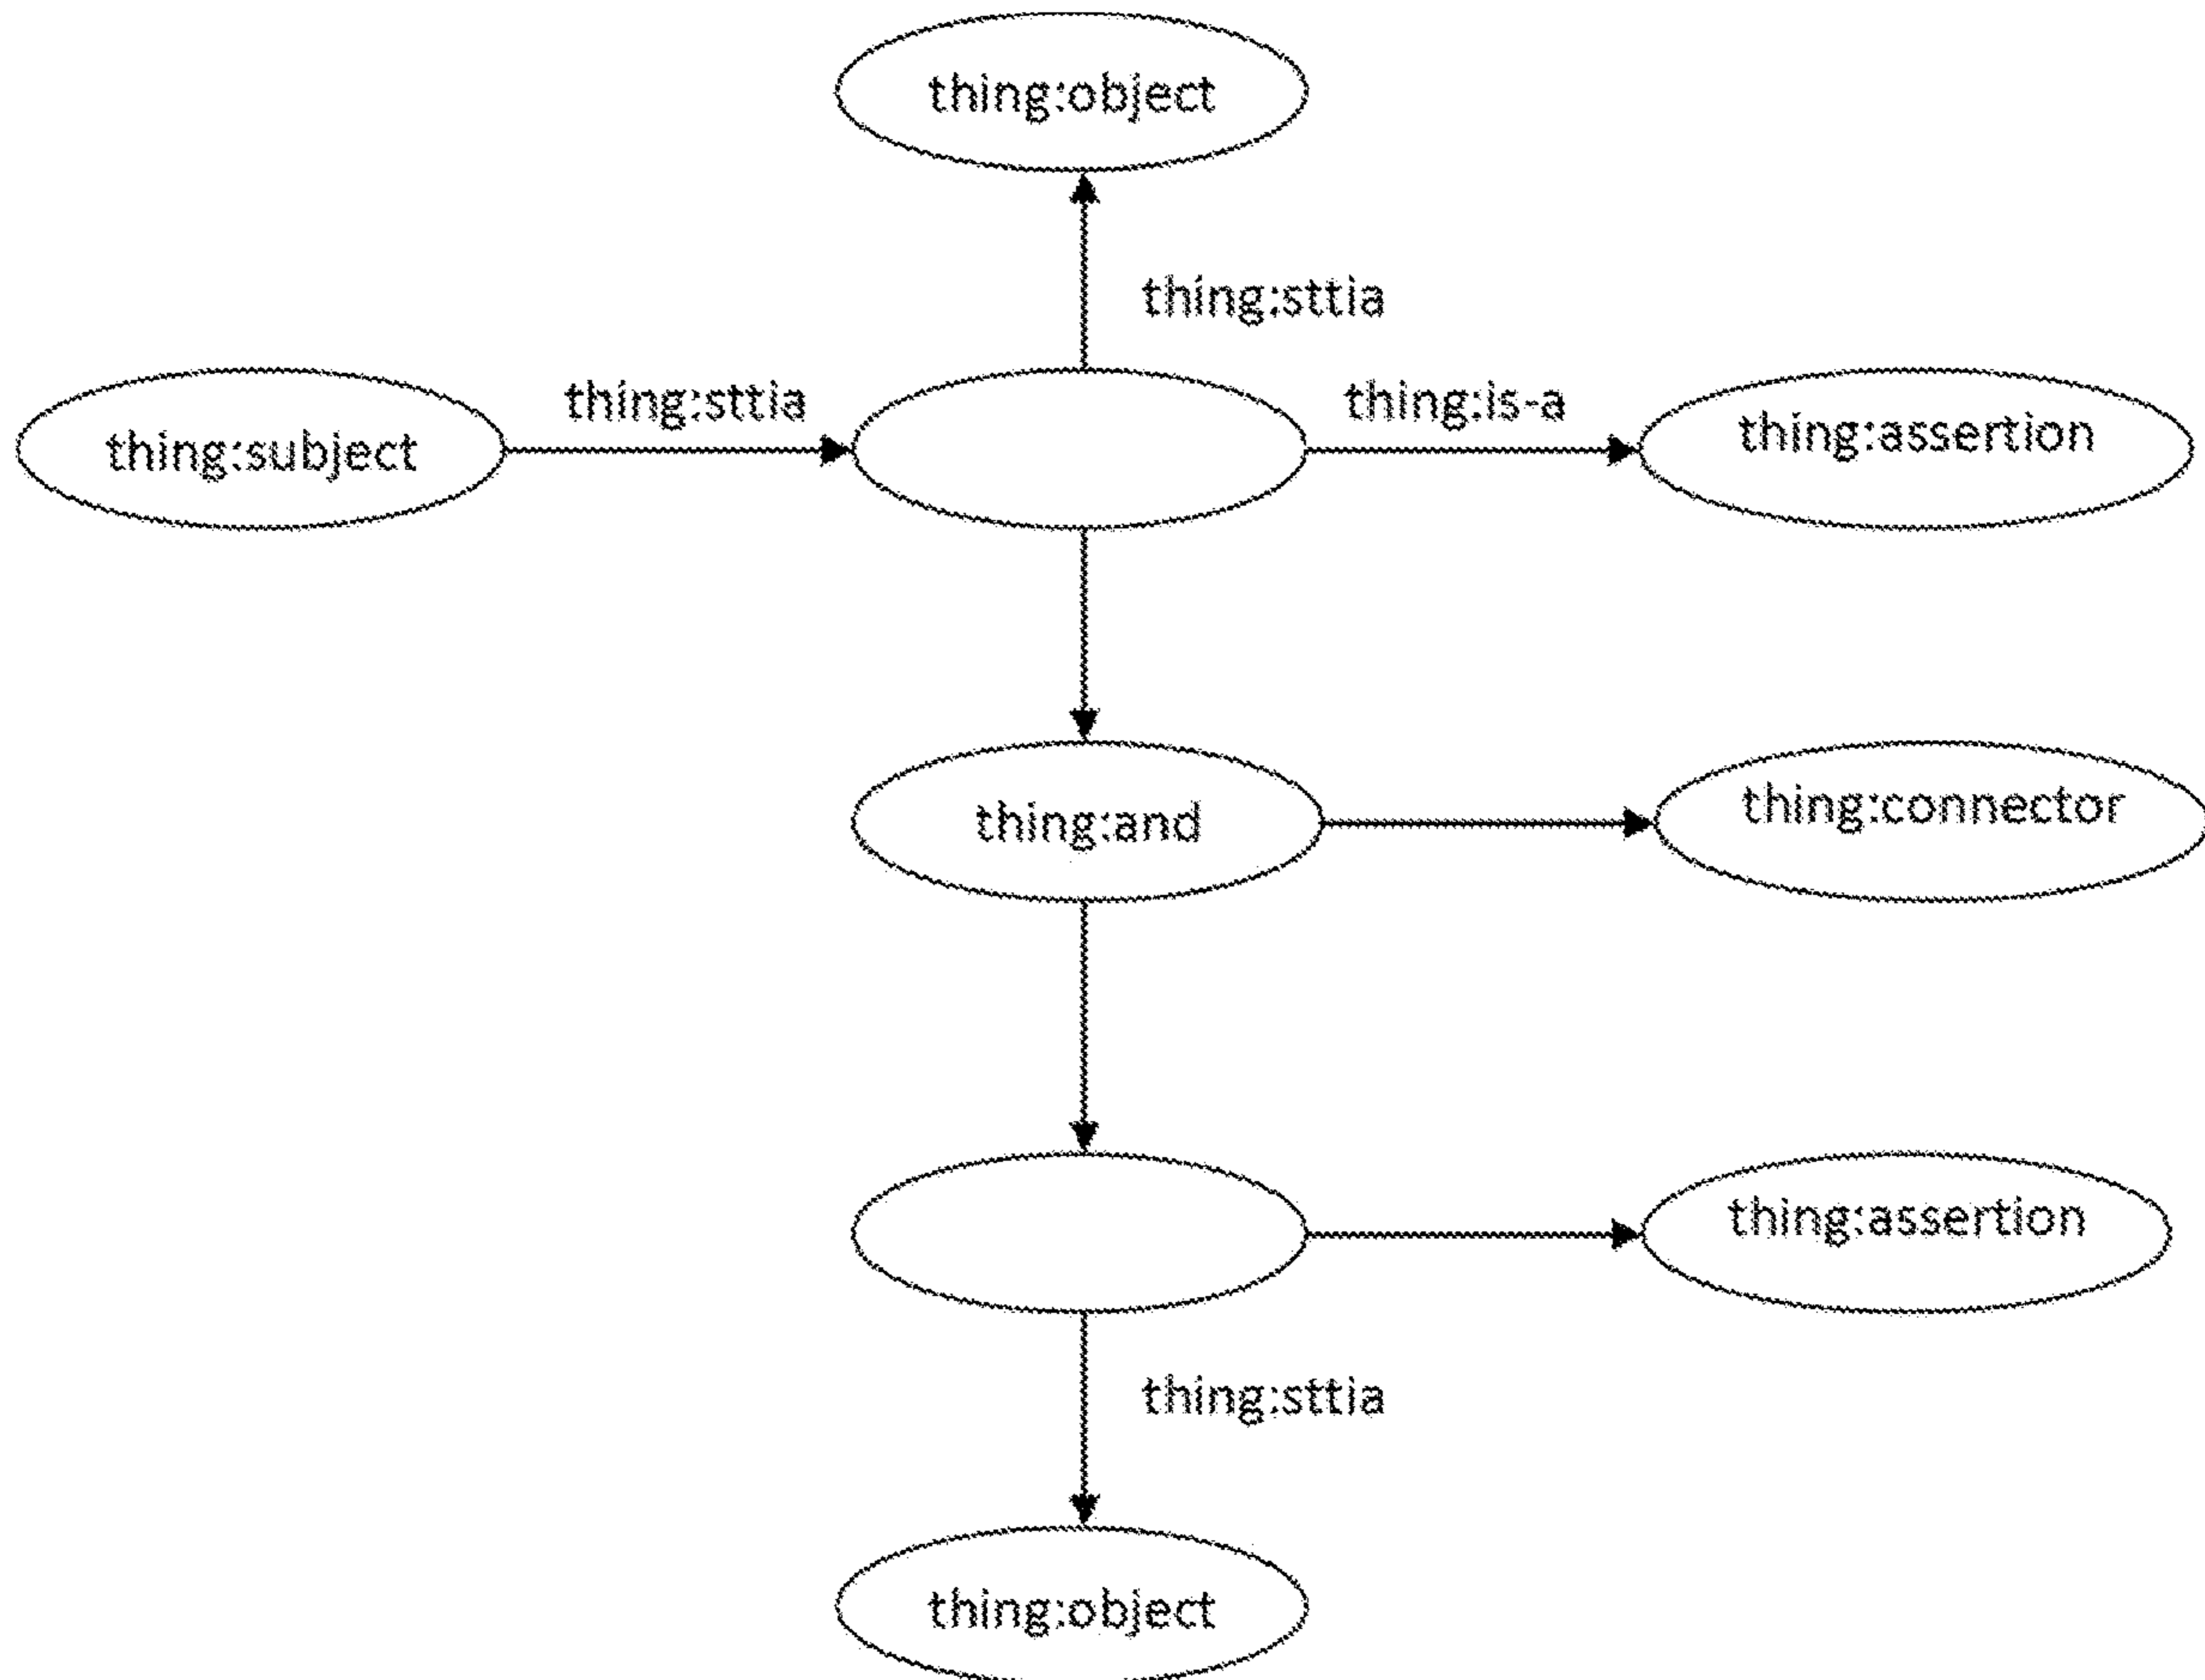 thing:object
thing:sttia
thing:sttia
thing:is-a
thing:subject
thing:assertion
thing:and
thing:connector
thing:assertion
thing:sttia
thing:object